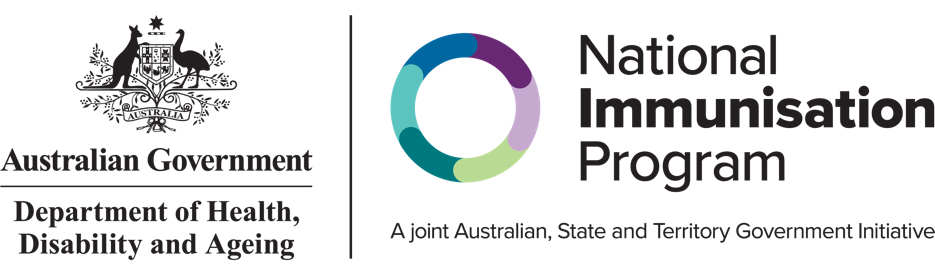 AUSTRALIA
Australian Government
Department of Health,
Disability and Ageing
National
Immunisation
Program
A joint Australian, State and Territory Government Initiative